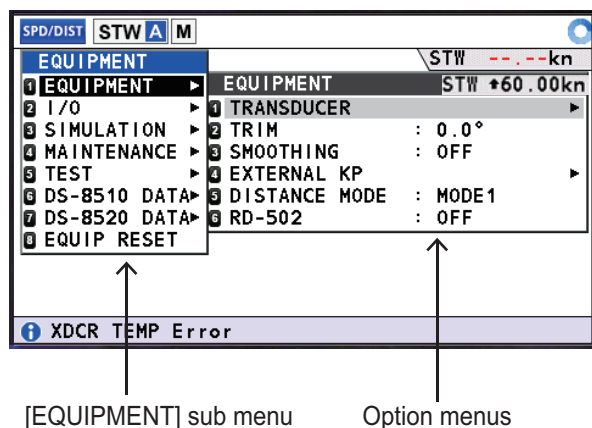 SPD/DIST STW A M
EQUIPMENT
STW --.--kn
1 EQUIPMENT ▶
EQUIPMENT
STW ⬆60.00kn
2 I/O ▶
3 SIMULATION ▶
4 MAINTENANCE ▶
5 TEST ▶
6 DS-8510 DATA▶
7 DS-8520 DATA▶
8 EQUIP RESET
1 TRANSDUCER ▶
2 TRIM : 0.0°
3 SMOOTHING : OFF
4 EXTERNAL KP ▶
5 DISTANCE MODE : MODE1
6 RD-502 : OFF
i XDCR TEMP Error
[EQUIPMENT] sub menu
Option menus